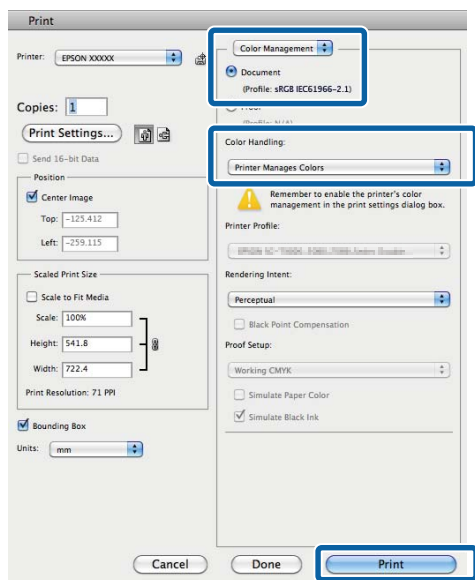 Print
Printer: EPSON XXXXX
Copies: 1
Print Settings...
Send 16-bit Data
Position
Center Image
Top: -125.412
Left: -259.115
Scaled Print Size
Scale to Fit Media
Scale: 100%
Height: 541.8
Width: 722.4
Print Resolution: 71 PPI
Bounding Box
Units: mm
Color Management
Document
(Profile: sRGB IEC61966-2.1)
Color Handling:
Printer Manages Colors
Remember to enable the printer's color
management in the print settings dialog box.
Printer Profile:
Rendering Intent:
Perceptual
Black Point Compensation
Proof Setup:
Working CMYK
Simulate Paper Color
Simulate Black Ink
Cancel
Done
Print